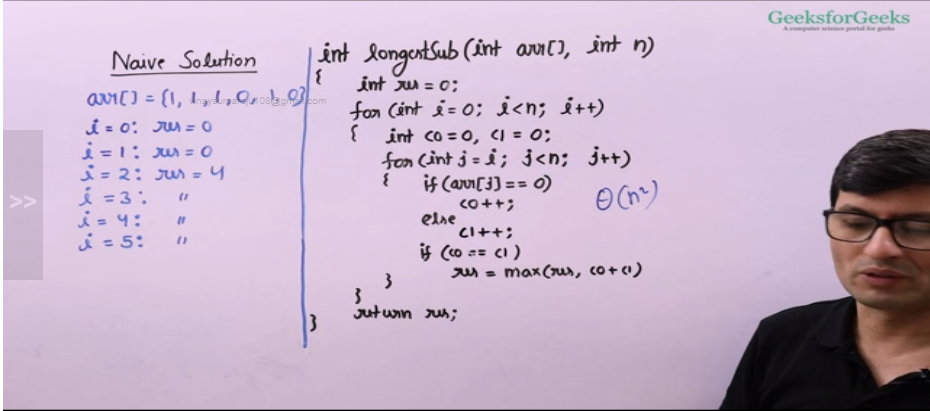 GeeksforGeeks
A computer science portal for geeks
Naive Solution
arr[] = {1, 1, 1, 0, 1, 0}
i = 0: res = 0
i = 1: res = 0
i = 2: res = 4
i = 3: "
i = 4: "
i = 5: "
int longestSub(int arr[], int n)
{
int res = 0;
for (int i=0; i<n; i++)
{ int c0=0, c1 = 0;
for(int j = i; j<n; j++)
{ if(arr[j] == 0)
c0++;
else
c1++;
if (c0 == c1)
res = max(res, c0+c1)
}
}
return res;
}
Θ(n²)
>>